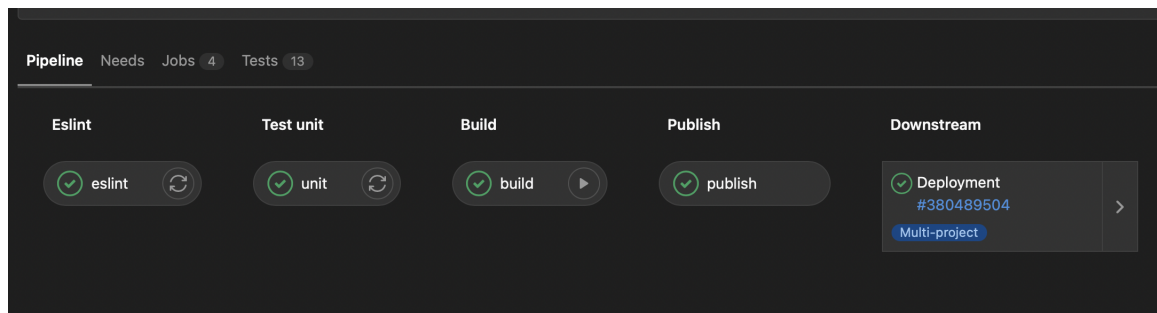 Pipeline Needs Jobs 4 Tests 13
Eslint Test unit Build Publish Downstream
eslint unit build publish Deployment
#380489504
Multi-project